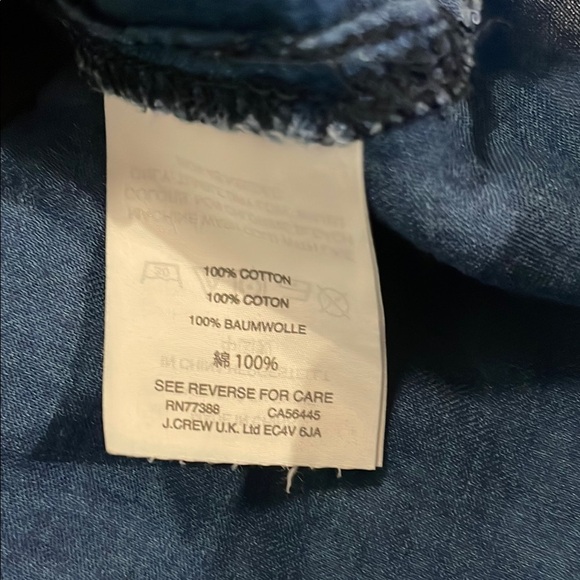 100% COTTON
100% COTON
100% BAUMWOLLE
綿 100%
SEE REVERSE FOR CARE
RN77388 CA56445
J.CREW U.K. Ltd EC4V 6JA